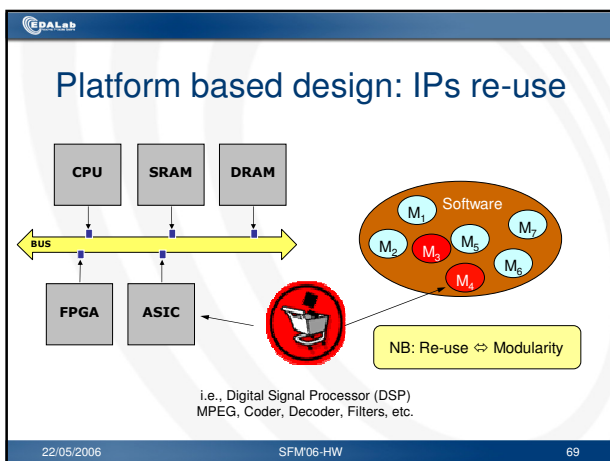 EDALab
Platform based design: IPs re-use
CPU
SRAM
DRAM
BUS
FPGA
ASIC
Software
M1
M2
M3
M5
M7
M6
M4
NB: Re-use ⇔ Modularity
i.e., Digital Signal Processor (DSP)
MPEG, Coder, Decoder, Filters, etc.
22/05/2006
SFM'06-HW
69